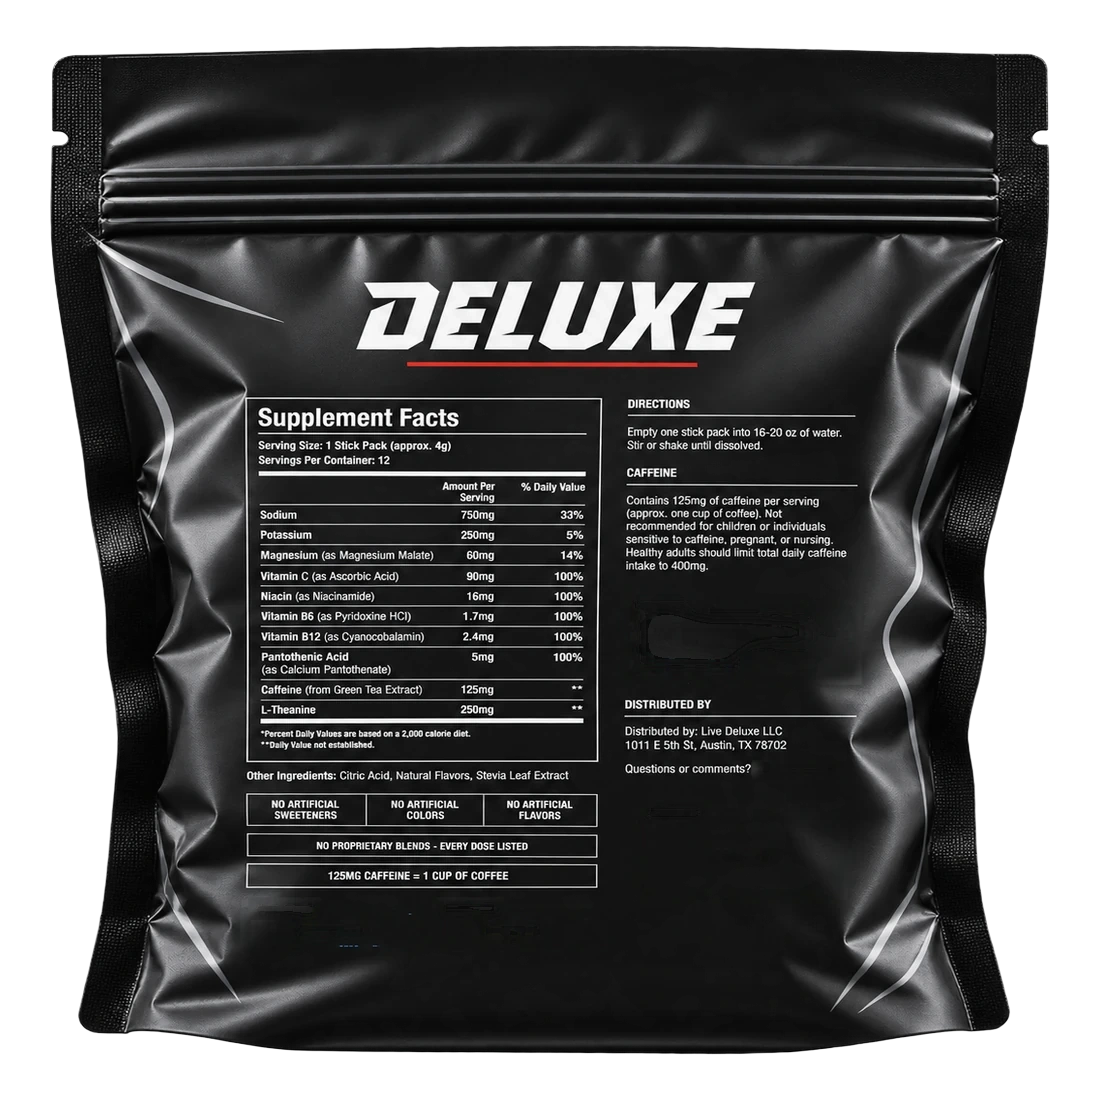 DELUXE
Supplement Facts
Serving Size: 1 Stick Pack (approx. 4g)
Servings Per Container: 12
Amount Per Serving % Daily Value
Sodium 750mg 33%
Potassium 250mg 5%
Magnesium (as Magnesium Malate) 60mg 14%
Vitamin C (as Ascorbic Acid) 90mg 100%
Niacin (as Niacinamide) 16mg 100%
Vitamin B6 (as Pyridoxine HCl) 1.7mg 100%
Vitamin B12 (as Cyanocobalamin) 2.4mg 100%
Pantothenic Acid 5mg 100%
(as Calcium Pantothenate)
Caffeine (from Green Tea Extract) 125mg **
L-Theanine 250mg **
*Percent Daily Values are based on a 2,000 calorie diet.
**Daily Value not established.
Other Ingredients: Citric Acid, Natural Flavors, Stevia Leaf Extract
NO ARTIFICIAL SWEETENERS
NO ARTIFICIAL COLORS
NO ARTIFICIAL FLAVORS
NO PROPRIETARY BLENDS - EVERY DOSE LISTED
125MG CAFFEINE = 1 CUP OF COFFEE
DIRECTIONS
Empty one stick pack into 16-20 oz of water.
Stir or shake until dissolved.
CAFFEINE
Contains 125mg of caffeine per serving
(approx. one cup of coffee). Not
recommended for children or individuals
sensitive to caffeine, pregnant, or nursing.
Healthy adults should limit total daily caffeine
intake to 400mg.
DISTRIBUTED BY
Distributed by: Live Deluxe LLC
1011 E 5th St, Austin, TX 78702
Questions or comments?